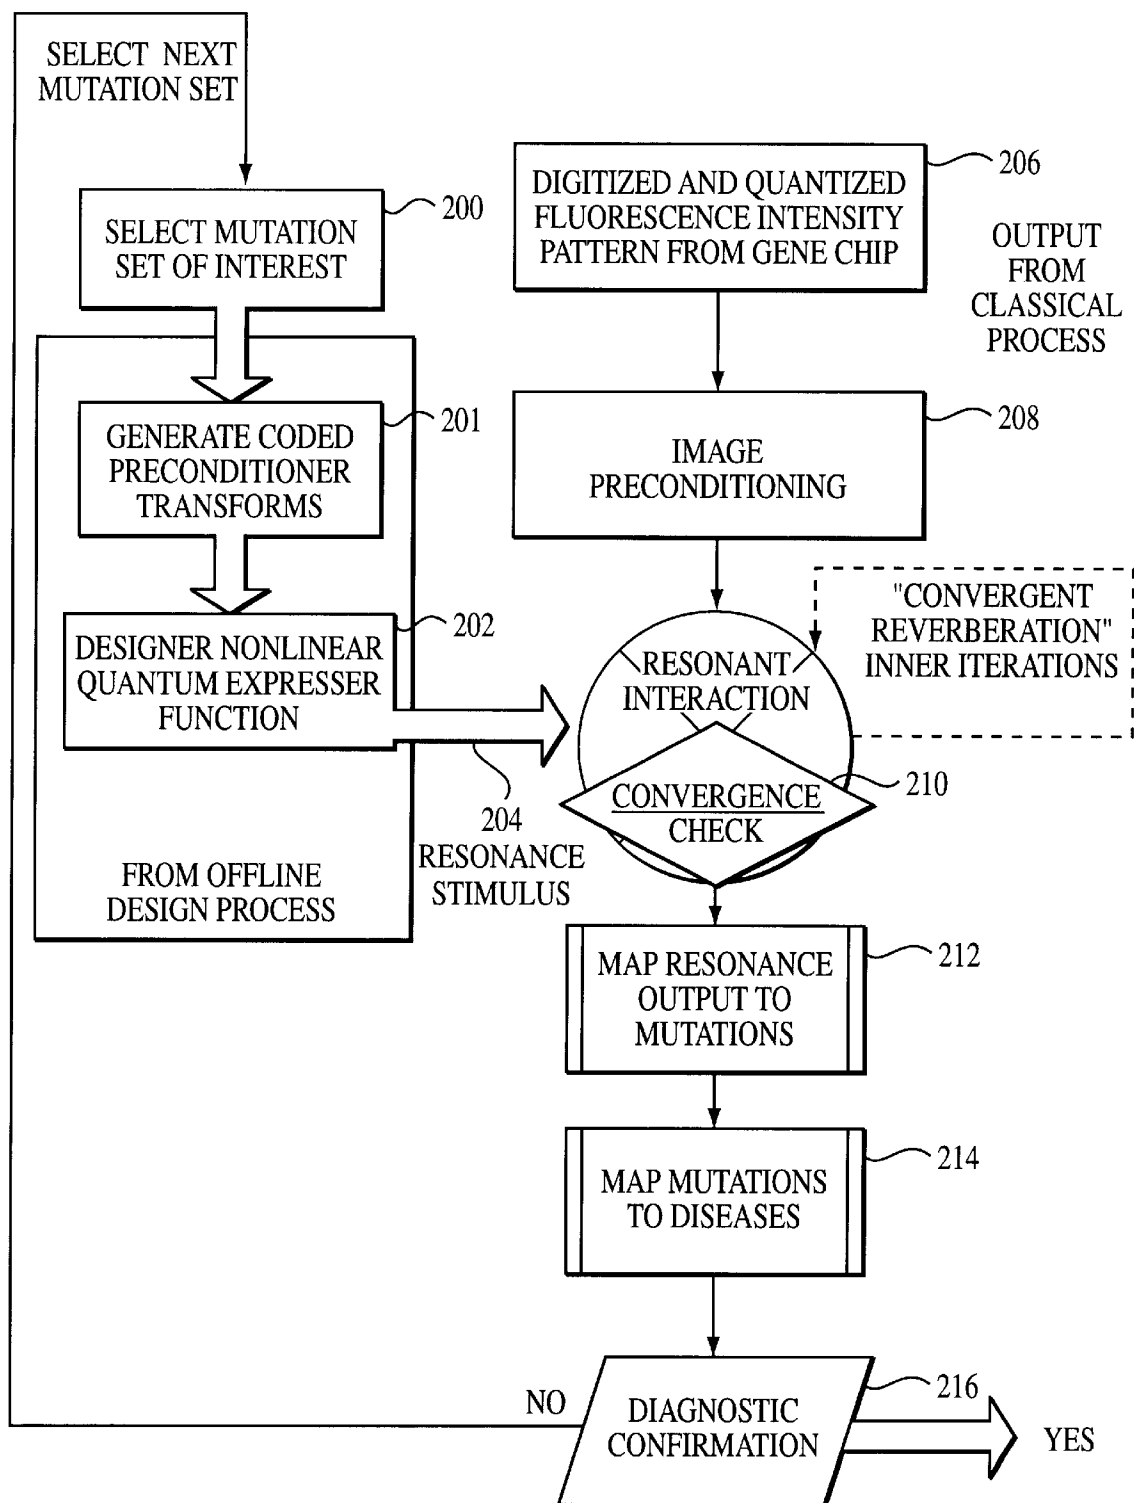 SELECT NEXT
MUTATION SET
200
SELECT MUTATION
SET OF INTEREST
206
DIGITIZED AND QUANTIZED
FLUORESCENCE INTENSITY
PATTERN FROM GENE CHIP
OUTPUT
FROM
CLASSICAL
PROCESS
201
GENERATE CODED
PRECONDITIONER
TRANSFORMS
208
IMAGE
PRECONDITIONING
202
DESIGNER NONLINEAR
QUANTUM EXPRESSER
FUNCTION
"CONVERGENT
REVERBERATION"
INNER ITERATIONS
RESONANT
INTERACTION
204
RESONANCE
STIMULUS
210
CONVERGENCE
CHECK
FROM OFFLINE
DESIGN PROCESS
212
MAP RESONANCE
OUTPUT TO
MUTATIONS
214
MAP MUTATIONS
TO DISEASES
216
NO
DIAGNOSTIC
CONFIRMATION
YES